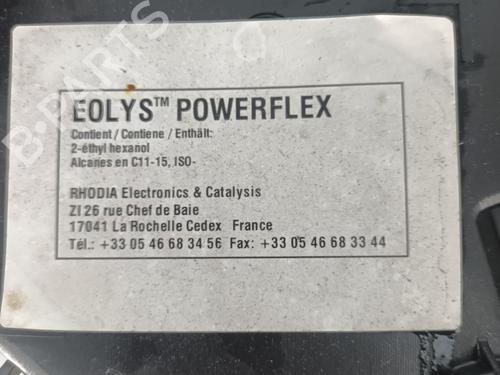 EOLYS™ POWERFLEX
Contient / Contiene / Enthält:
2-éthyl hexanol
Alcanes en C11-15, ISO-
RHODIA Electronics & Catalysis
ZI 26 rue Chef de Baie
17041 La Rochelle Cedex France
Tél.: +33 05 46 68 34 56 Fax: +33 05 46 68 33 44
B-PARTS